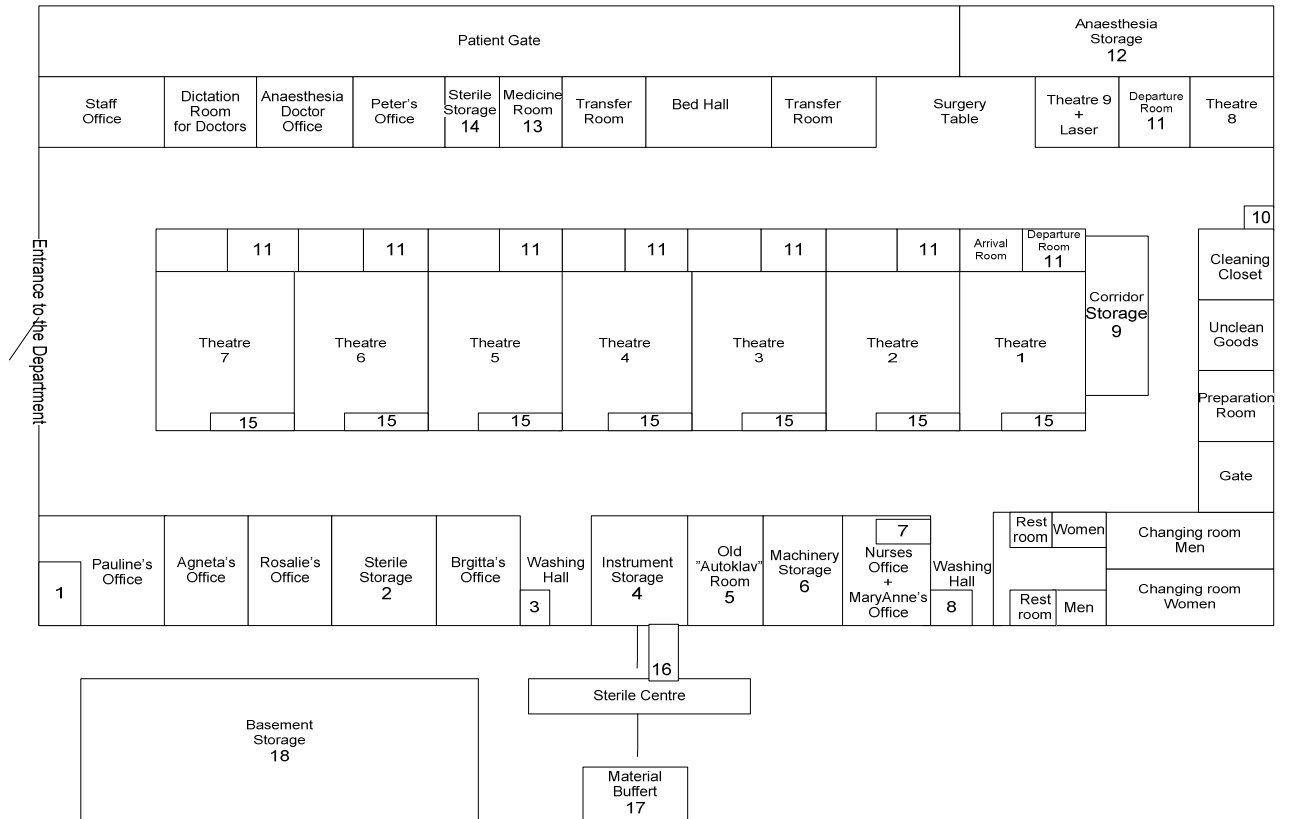 Patient Gate
Anaesthesia
Storage
12
Staff
Office
Dictation
Room
for Doctors
Anaesthesia
Doctor
Office
Peter's
Office
Sterile
Storage
14
Medicine
Room
13
Transfer
Room
Bed Hall
Transfer
Room
Surgery
Table
Theatre 9
+
Laser
Departure
Room
11
Theatre
8
Entrance to the Department
11
11
11
11
11
11
Arrival
Room
Departure
Room
11
10
Cleaning
Closet
Corridor
Storage
9
Unclean
Goods
Preparation
Room
Gate
Theatre
7
Theatre
6
Theatre
5
Theatre
4
Theatre
3
Theatre
2
Theatre
1
15
15
15
15
15
15
15
1
Pauline's
Office
Agneta's
Office
Rosalie's
Office
Sterile
Storage
2
Brgitta's
Office
Washing
Hall
3
Instrument
Storage
4
Old
"Autoklav"
Room
5
Machinery
Storage
6
7
Nurses
Office
+
MaryAnne's
Office
Washing
Hall
8
Rest
room
Women
Rest
room
Men
Changing room
Men
Changing room
Women
16
Sterile Centre
Basement
Storage
18
Material
Buffert
17